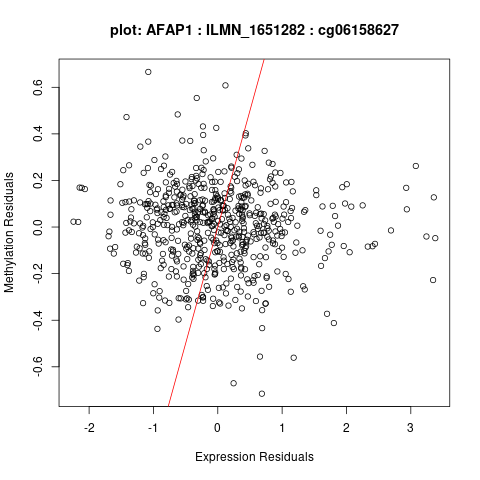 plot: AFAP1 : ILMN_1651282 : cg06158627
0.6
0.4
0.2
0.0
-0.2
-0.4
-0.6
Methylation Residuals
-2 -1 0 1 2 3
Expression Residuals